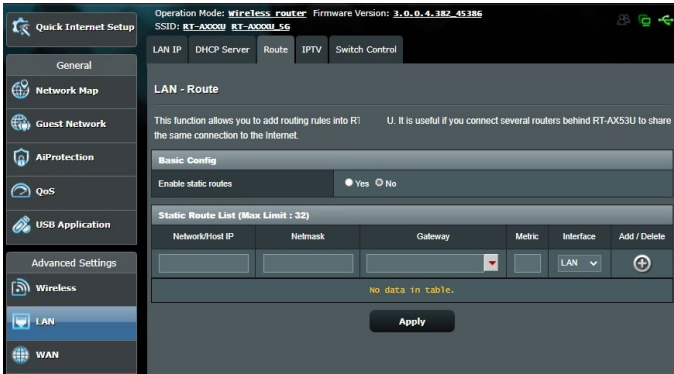 Quick Internet Setup
General
Network Map
Guest Network
AiProtection
QoS
USB Application
Advanced Settings
Wireless
LAN
WAN
Operation Mode: Wireless router Firmware Version: 3.0.0.4.382_45386
SSID: RT-AXXXU RT-AXXXU_5G
LAN IP DHCP Server Route IPTV Switch Control
LAN - Route
This function allows you to add routing rules into RT U. It is useful if you connect several routers behind RT-AX53U to share
the same connection to the Internet.
Basic Config
Enable static routes Yes No
Static Route List (Max Limit : 32)
Network/Host IP Netmask Gateway Metric Interface Add / Delete
LAN
No data in table.
Apply